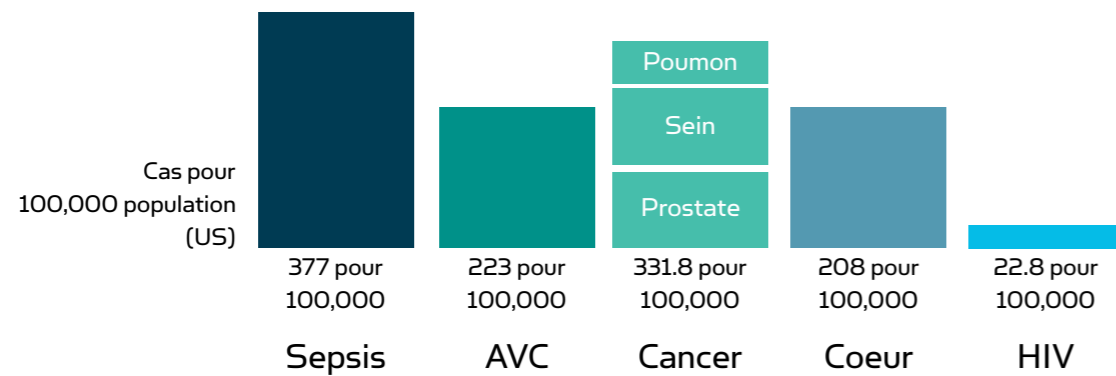 Poumon
Sein
Prostate
Cas pour
100,000 population
(US)
377 pour
100,000
223 pour
100,000
331.8 pour
100,000
208 pour
100,000
22.8 pour
100,000
Sepsis
AVC
Cancer
Coeur
HIV